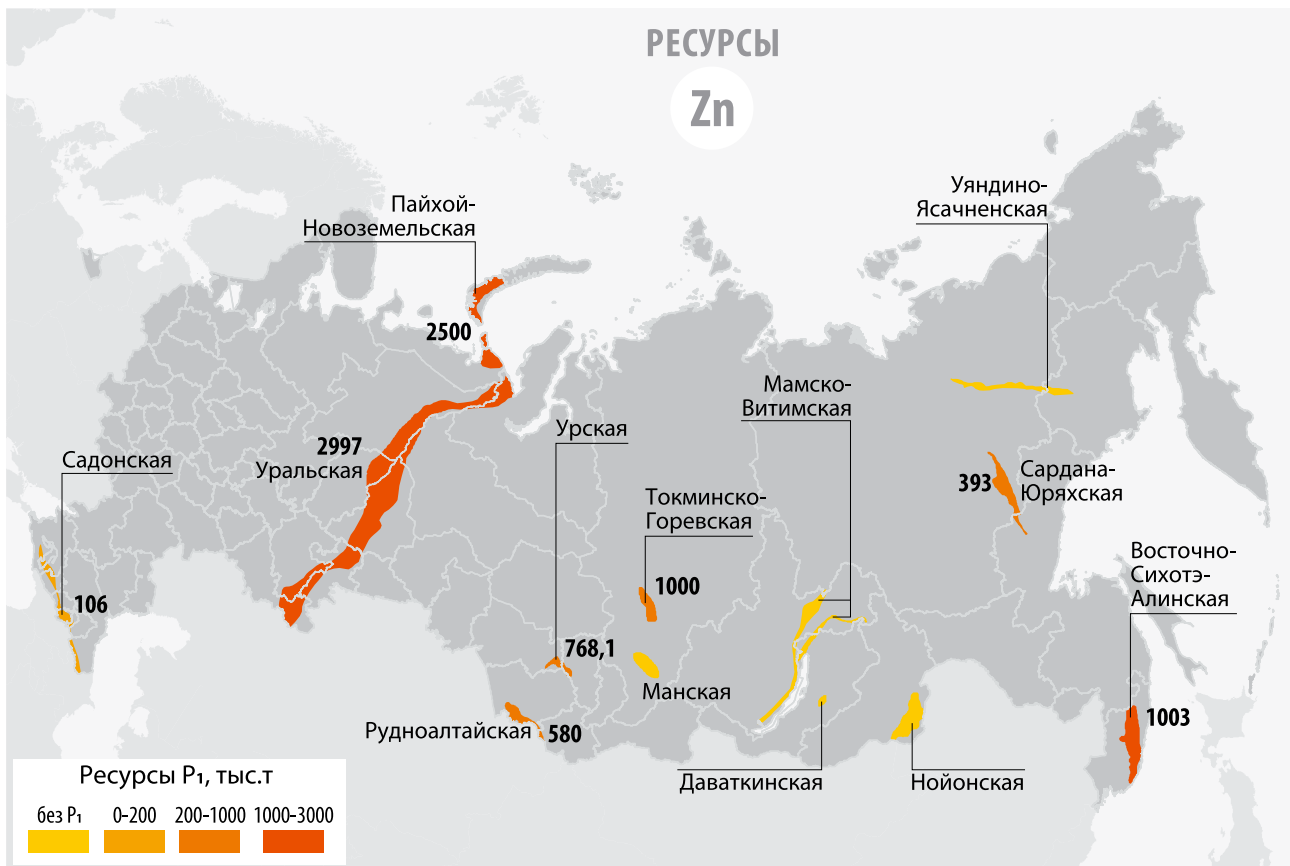 РЕСУРСЫ
Zn
Уяндино-
Ясачненская
Пайхой-
Новоземельская
2500
Мамско-
Витимская
Урская
2997
Уральская
Садонская
Сардана-
Юряхская
393
Токминско-
Горевская
1000
Восточно-
Сихотэ-
Алинская
106
768,1
Манская
1003
Рудноалтайская
580
Даваткинская
Нойонская
Ресурсы P₁, тыс.т
без P₁
0–200
200–1000
1000–3000